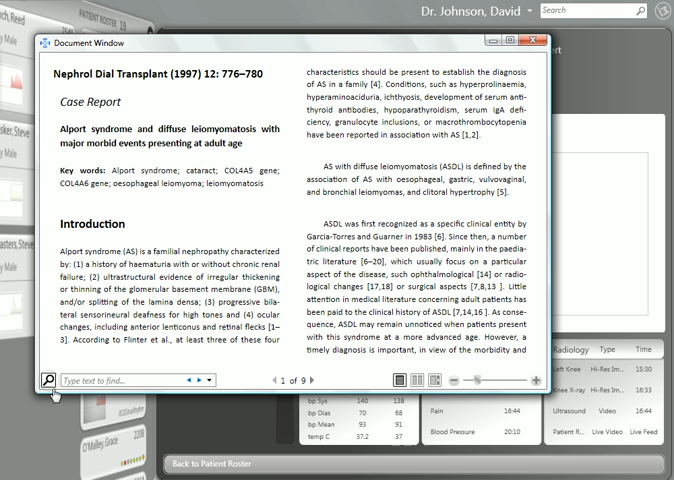 PATIENT ROSTER 19
Dr. Johnson, David
Search
Document Window
Nephrol Dial Transplant (1997) 12: 776–780
Case Report
Alport syndrome and diffuse leiomyomatosis with
major morbid events presenting at adult age
Key words: Alport syndrome; cataract; COL4A5 gene;
COL4A6 gene; oesophageal leiomyoma; leiomyomatosis
Introduction
Alport syndrome (AS) is a familial nephropathy characterized
by: (1) a history of haematuria with or without chronic renal
failure; (2) ultrastructural evidence of irregular thickening
or thinning of the glomerular basement membrane (GBM),
and/or splitting of the lamina densa; (3) progressive bila-
teral sensorineural deafness for high tones and (4) ocular
changes, including anterior lenticonus and retinal flecks [1–
3]. According to Flinter et al., at least three of these four
characteristics should be present to establish the diagnosis
of AS in a family [4]. Conditions, such as hyperprolinaemia,
hyperaminoaciduria, ichthyosis, development of serum anti-
thyroid antibodies, hypoparathyroidism, serum IgA defi-
ciency, granulocyte inclusions, or macrothrombocytopenia
have been reported in association with AS [1,2].
AS with diffuse leiomyomatosis (ASDL) is defined by the
association of AS with oesophageal, gastric, vulvovaginal,
and bronchial leiomyomas, and clitoral hypertrophy [5].
ASDL was first recognized as a specific clinical entity by
Garcia-Torres and Guarner in 1983 [6]. Since then, a number
of clinical reports have been published, mainly in the paedia-
tric literature [6–20], which usually focus on a particular
aspect of the disease, such ophthalmological [14] or radio-
logical changes [17,18] or surgical aspects [7,8,13 ]. Little
attention in medical literature concerning adult patients has
been paid to the clinical history of ASDL [7,14,16 ]. As conse-
quence, ASDL may remain unnoticed when patients present
with this syndrome at a more advanced age. However, a
timely diagnosis is important, in view of the morbidity and
Type text to find...
1 of 9
Reed
Male
Steve
Male
Steve
Male
O'Malley, Grace 2208
bp Sys 140 138
bp Dias 70 68
bp Mean 93 91
temp C 37.2 37
Pain 16:44
Blood Pressure 20:10
Radiology Type Time
Left Knee Hi-Res Im... 15:30
Knee X-ray Hi-Res Im... 16:33
Ultrasound Video 16:44
Patient R... Live Video Live Feed
Back to Patient Roster